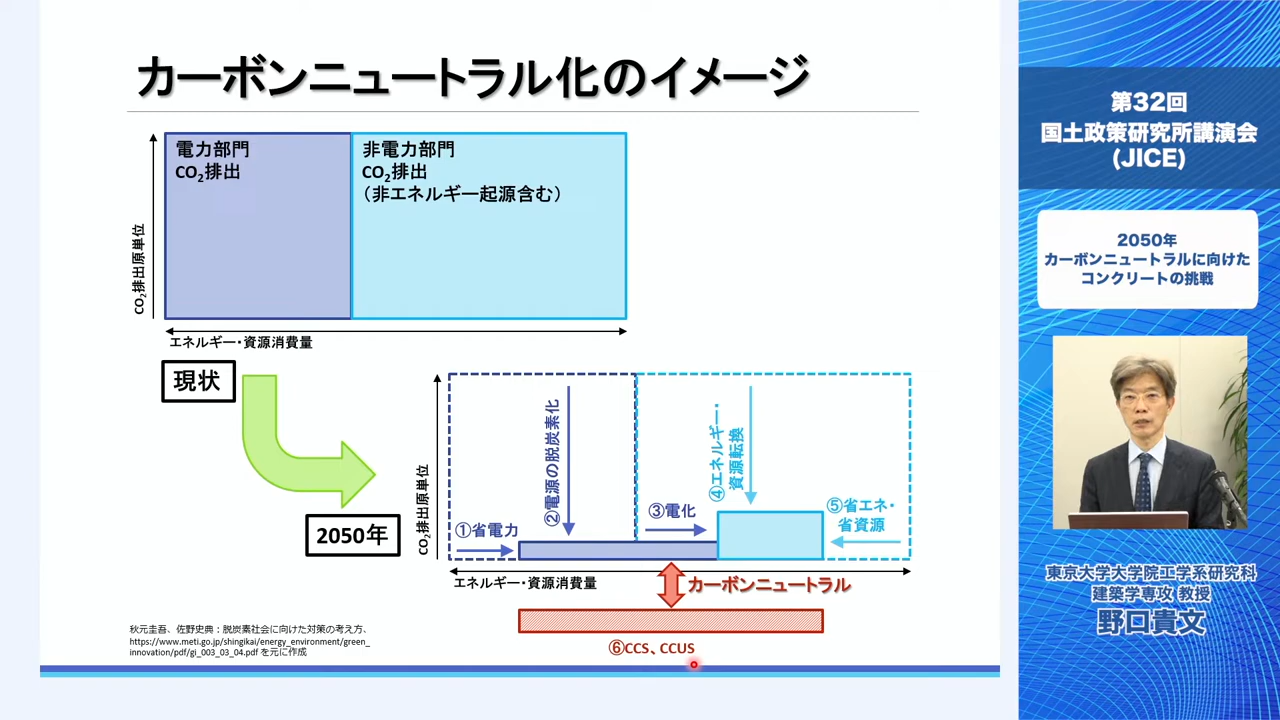 カーボンニュートラル化のイメージ
電力部門
CO₂排出
非電力部門
CO₂排出
（非エネルギー起源含む）
CO₂排出原単位
エネルギー・資源消費量
現状
2050年
CO₂排出原単位
①省電力
②電源の脱炭素化
③電化
④エネルギー・
資源転換
⑤省エネ・
省資源
エネルギー・資源消費量
カーボンニュートラル
⑥CCS、CCUS
秋元圭吾、佐野史典：脱炭素社会に向けた対策の考え方、
https://www.meti.go.jp/shingikai/energy_environment/green_
innovation/pdf/gi_003_03_04.pdf を元に作成
第32回
国土政策研究所講演会
(JICE)
2050年
カーボンニュートラルに向けた
コンクリートの挑戦
東京大学大学院工学系研究科
建築学専攻 教授
野口貴文